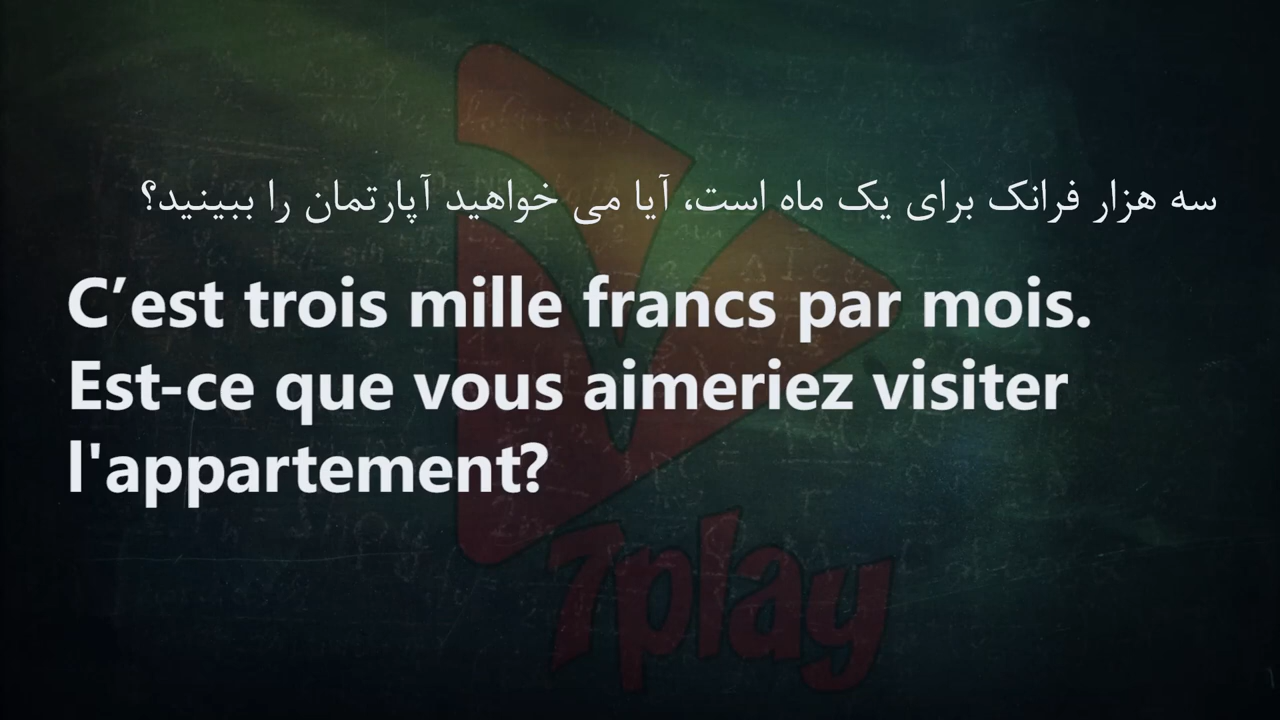 سه هزار فرانک برای یک ماه است، آیا می خواهید آپارتمان را ببینید؟
C’est trois mille francs par mois.
Est-ce que vous aimeriez visiter
l'appartement?
7play